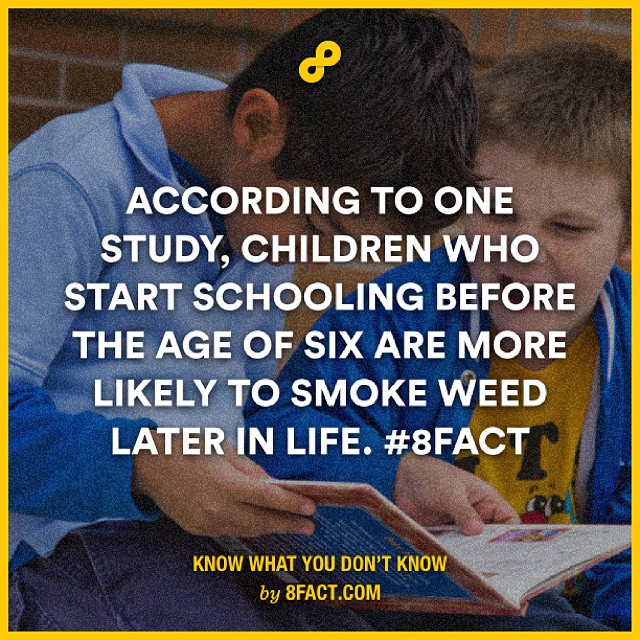 ACCORDING TO ONE
STUDY, CHILDREN WHO
START SCHOOLING BEFORE
THE AGE OF SIX ARE MORE
LIKELY TO SMOKE WEED
LATER IN LIFE. #8FACT
KNOW WHAT YOU DON'T KNOW
by 8FACT.COM